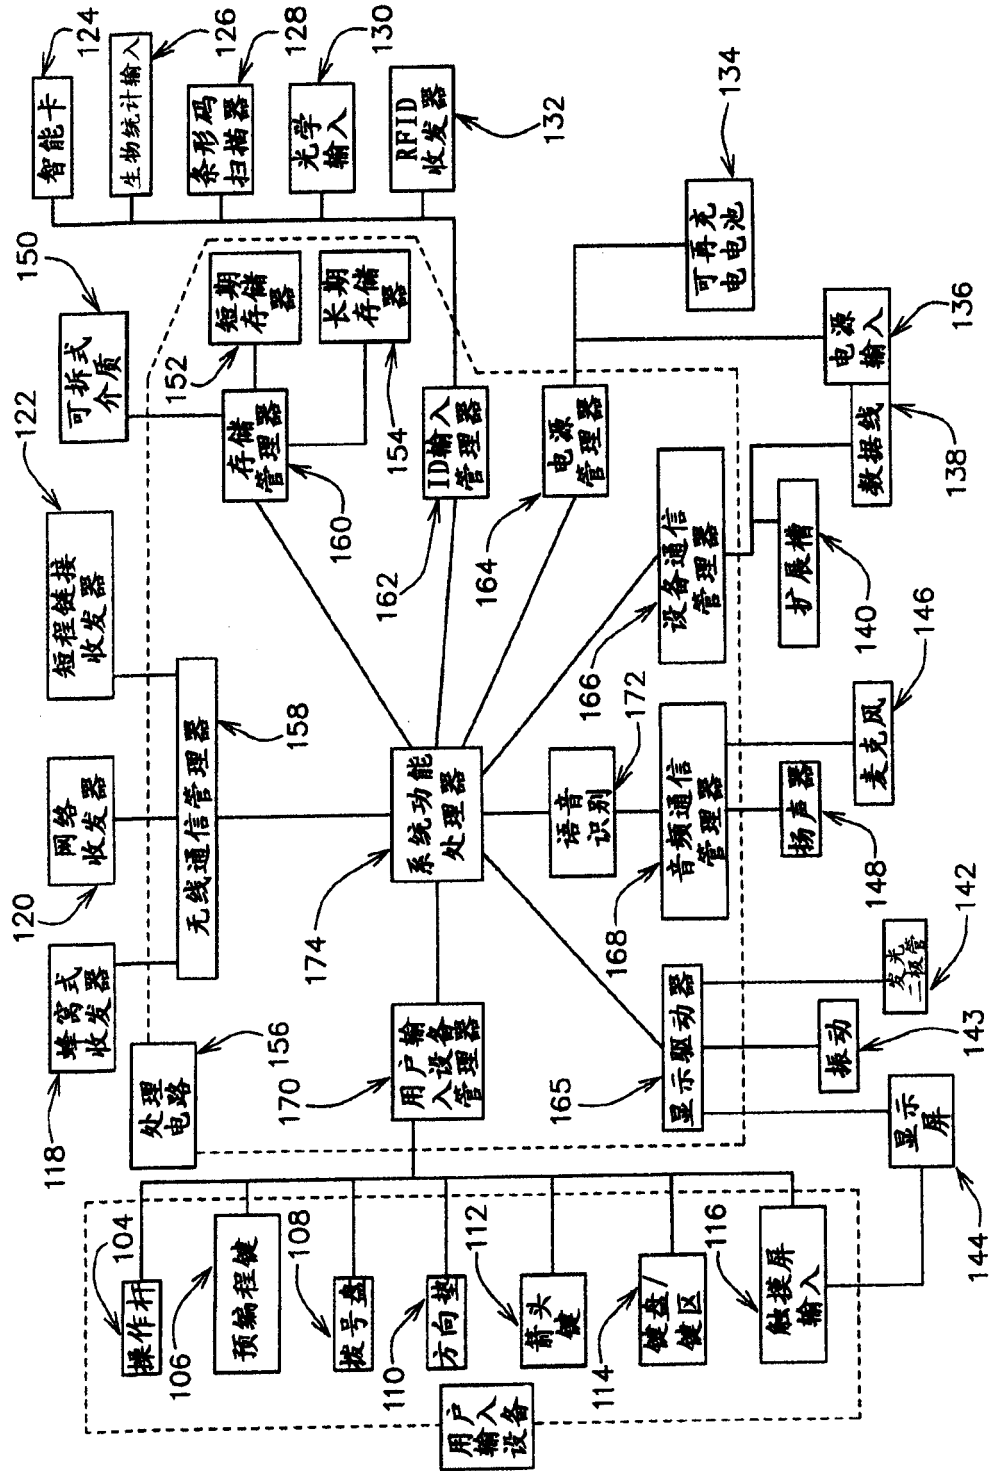 用户
输入
设备
操作杆
104
预编程键
106
拨号盘
108
方向垫
110
箭头
键
112
键盘/
键区
114
触摸屏
输入
116
蜂窝式
收发器
118
网络
收发器
120
短程链接
收发器
122
可拆式
介质
150
智能卡
124
生物统计输入
126
条形码
扫描器
128
光学
输入
130
RFID
收发器
132
处理
电路
156
无线通信管理器
158
存储
管理器
160
短期
存储
器
152
长期
存储
器
154
用户输
入设备
管理器
170
系统功能
处理器
174
ID输入
管理器
162
电源
管理器
164
语音
识别
172
显示驱动器
165
音频通信
管理器
168
设备通信
管理器
166
可再充
电电池
134
显示
屏
144
振动
143
发光
二极管
142
扬声器
148
麦克风
146
扩展槽
140
数据线
138
电源
输入
136